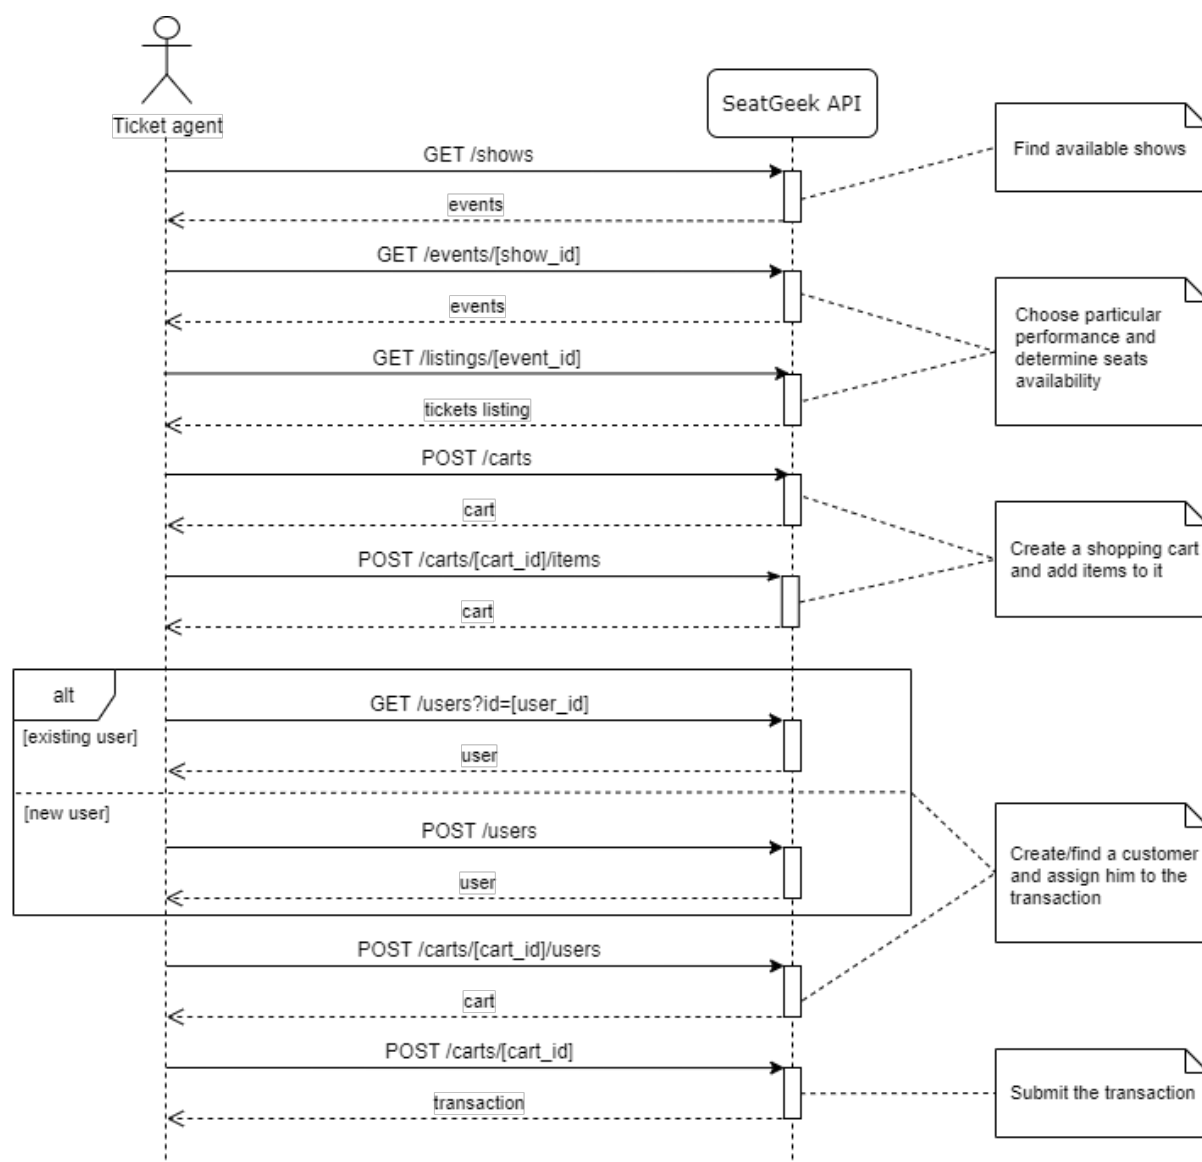 Ticket agent
SeatGeek API
GET /shows
Find available shows
events
GET /events/[show_id]
events
Choose particular
performance and
determine seats
availability
GET /listings/[event_id]
tickets listing
POST /carts
cart
Create a shopping cart
and add items to it
POST /carts/[cart_id]/items
cart
alt
GET /users?id=[user_id]
[existing user]
user
[new user]
POST /users
user
Create/find a customer
and assign him to the
transaction
POST /carts/[cart_id]/users
cart
POST /carts/[cart_id]
transaction
Submit the transaction